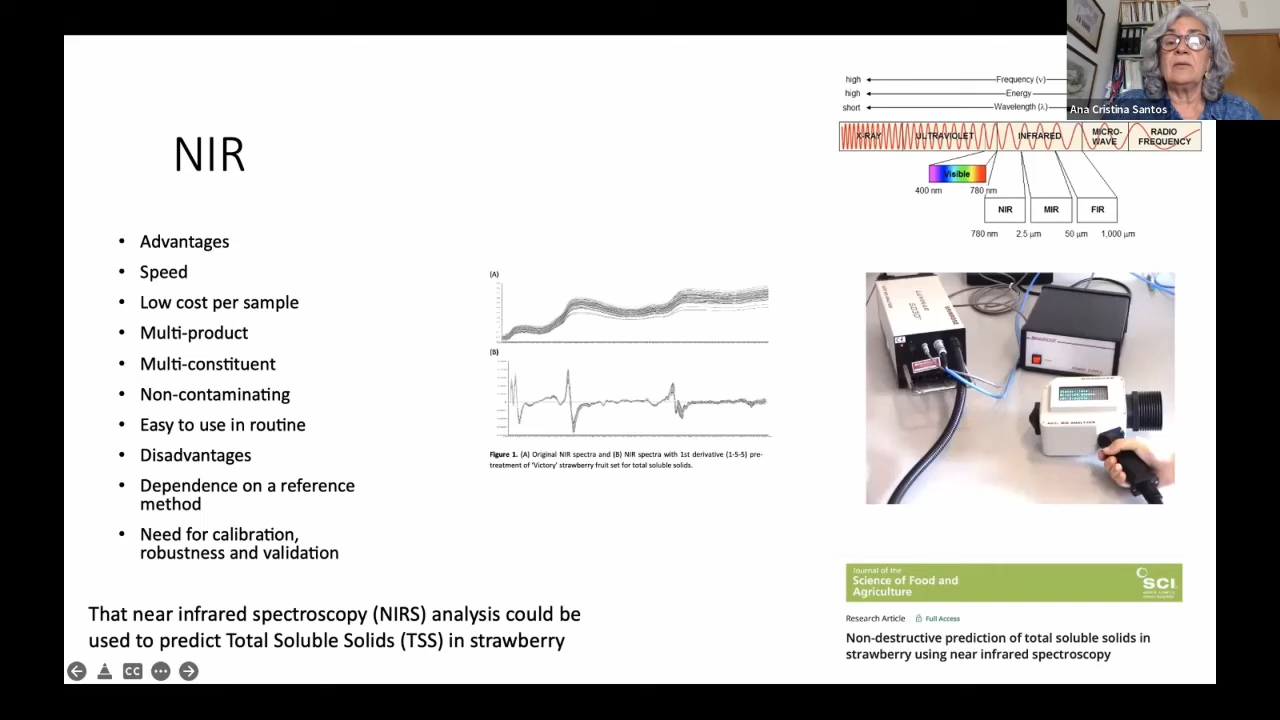 NIR
• Advantages
• Speed
• Low cost per sample
• Multi-product
• Multi-constituent
• Non-contaminating
• Easy to use in routine
• Disadvantages
• Dependence on a reference
method
• Need for calibration,
robustness and validation
That near infrared spectroscopy (NIRS) analysis could be
used to predict Total Soluble Solids (TSS) in strawberry
CC
(A)
(B)
Figure 1. (A) Original NIR spectra and (B) NIR spectra with 1st derivative (1-5-5) pre-
treatment of 'Victory' strawberry fruit set for total soluble solids.
high Frequency (ν)
high Energy
short Wavelength (λ)
X-RAY ULTRAVIOLET INFRARED MICRO-WAVE RADIO FREQUENCY
Visible
400 nm 780 nm
NIR MIR FIR
780 nm 2.5 µm 50 µm 1,000 µm
Ana Cristina Santos
Journal of the
Science of Food and
Agriculture
SCI
Research Article Full Access
Non-destructive prediction of total soluble solids in
strawberry using near infrared spectroscopy